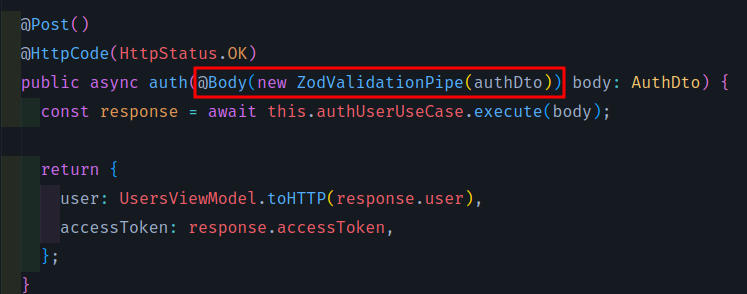 @Post()
@HttpCode(HttpStatus.OK)
public async auth(@Body(new ZodValidationPipe(authDto)) body: AuthDto) {
const response = await this.authUserUseCase.execute(body);
return {
user: UsersViewModel.toHTTP(response.user),
accessToken: response.accessToken,
};
}